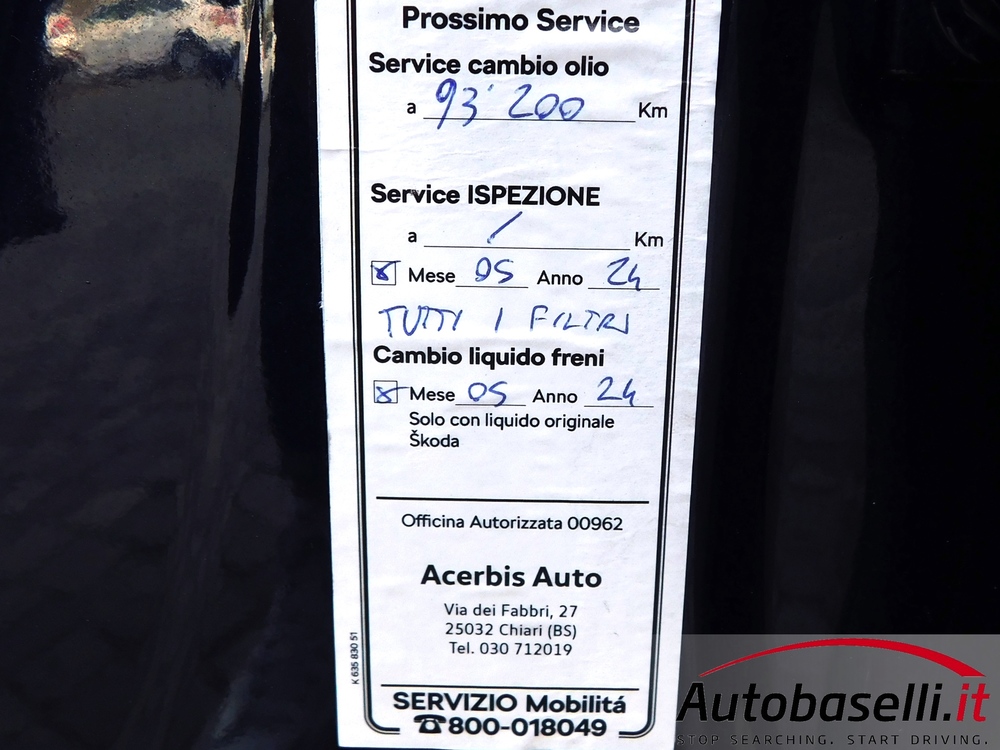 Prossimo Service
Service cambio olio
a 93'200 Km
Service ISPEZIONE
a / Km
Mese 05 Anno 24
TUTTI I FILTRI
Cambio liquido freni
Mese 05 Anno 24
Solo con liquido originale
Škoda
Officina Autorizzata 00962
Acerbis Auto
Via dei Fabbri, 27
25032 Chiari (BS)
Tel. 030 712019
K 635 830 51
SERVIZIO Mobilitá
☎800-018049
Autobaselli.it
STOP SEARCHING. START DRIVING.